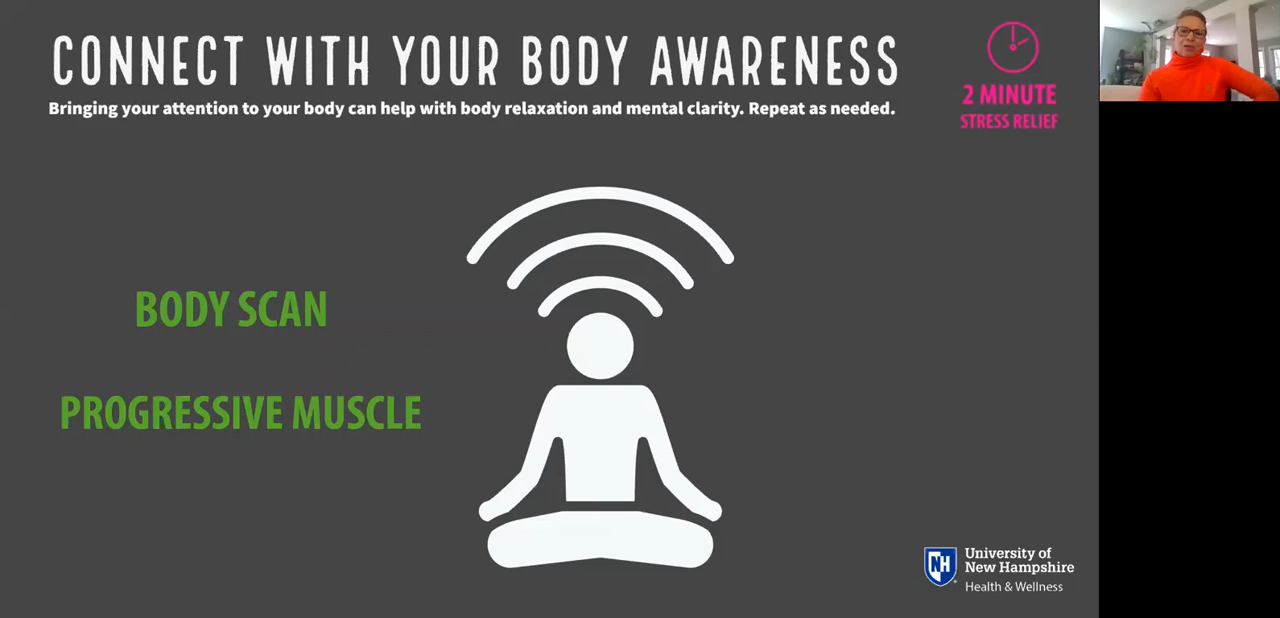 CONNECT WITH YOUR BODY AWARENESS
Bringing your attention to your body can help with body relaxation and mental clarity. Repeat as needed.
2 MINUTE
STRESS RELIEF
BODY SCAN
PROGRESSIVE MUSCLE
NH
University of
New Hampshire
Health & Wellness